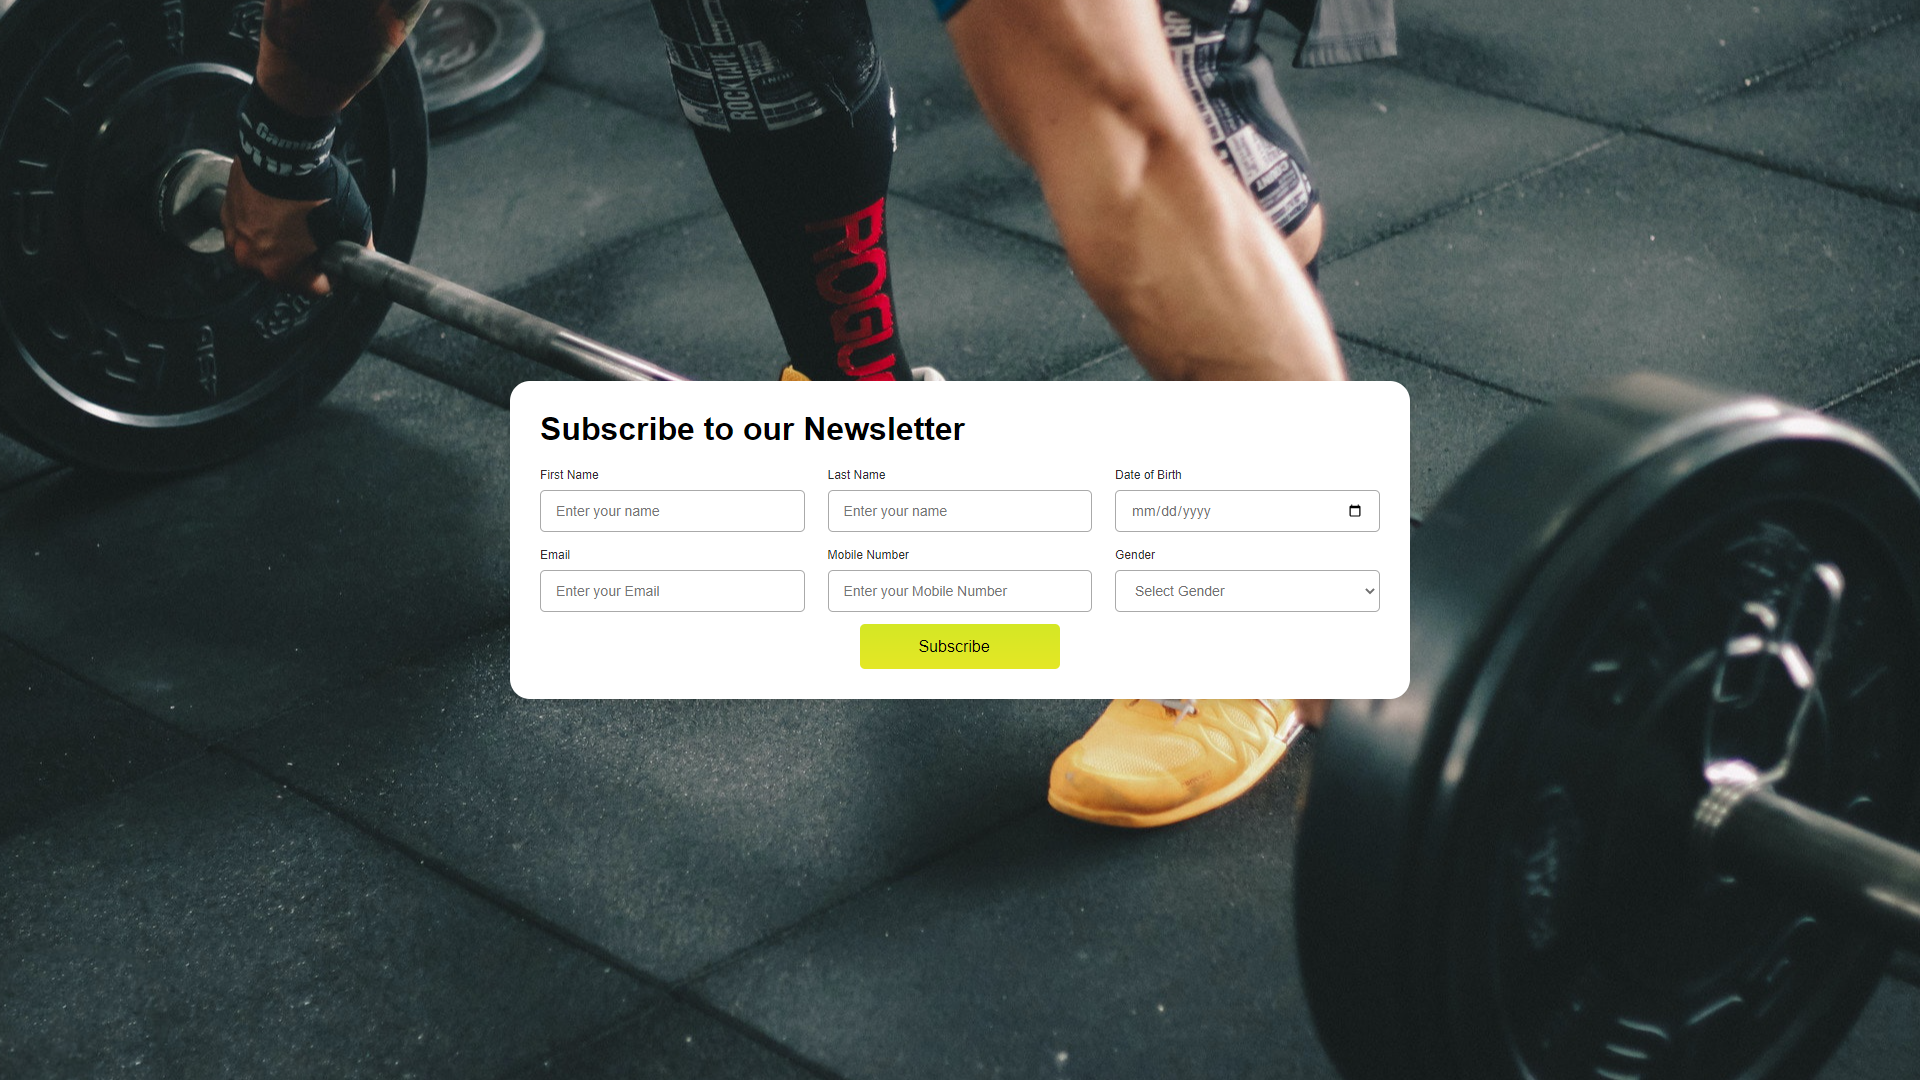 ROCKTAPE
ROGUE
Subscribe to our Newsletter
First Name
Last Name
Date of Birth
Enter your name
Enter your name
mm/dd/yyyy
Email
Mobile Number
Gender
Enter your Email
Enter your Mobile Number
Select Gender
Subscribe